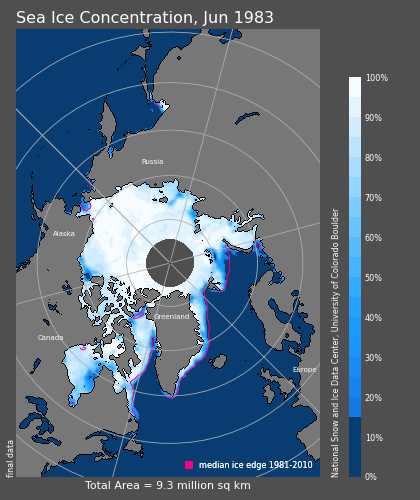 Sea Ice Concentration, Jun 1983
Russia
Alaska
Greenland
Canada
Europe
median ice edge 1981-2010
final data
Total Area = 9.3 million sq km
100%
90%
80%
70%
60%
50%
40%
30%
20%
10%
0%
National Snow and Ice Data Center, University of Colorado Boulder